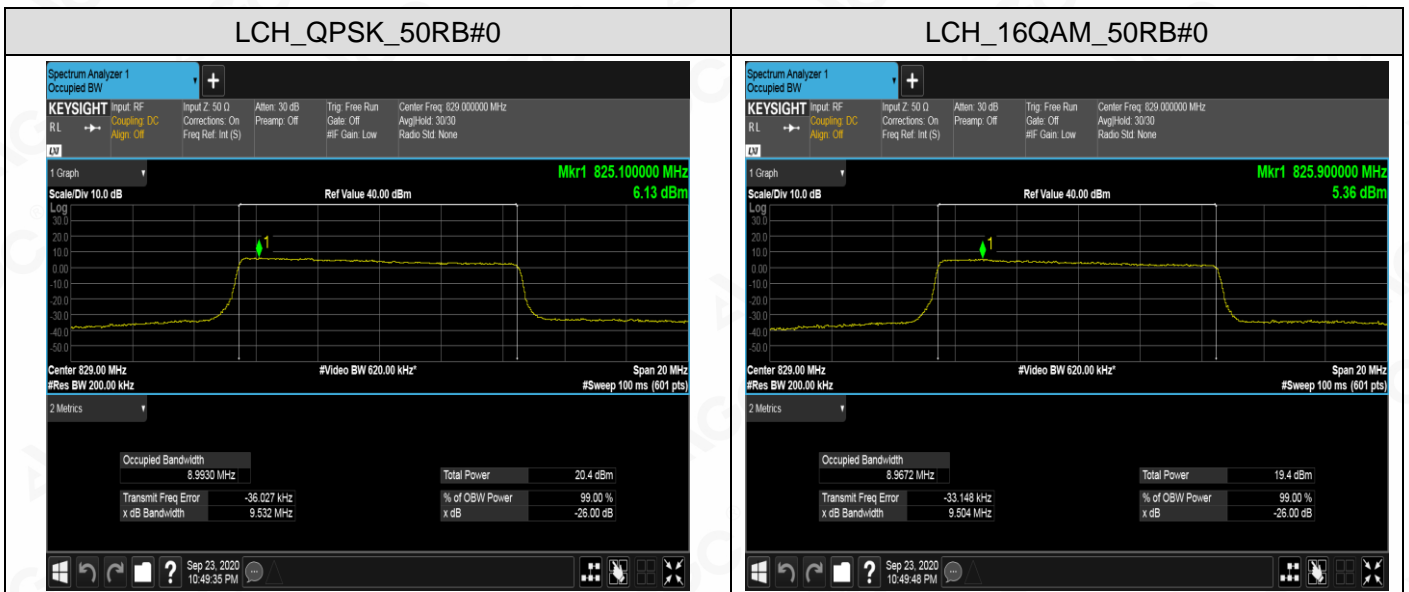 LCH_QPSK_50RB#0
Spectrum Analyzer 1
Occupied BW
+
KEYSIGHT
RL
LXI
Input: RF
Coupling: DC
Align: Off
Input Z: 50 Ω
Corrections: On
Freq Ref: Int (S)
Atten: 30 dB
Preamp: Off
Trig: Free Run
Gate: Off
#IF Gain: Low
Center Freq: 829.000000 MHz
Avg|Hold: 30/30
Radio Std: None
1 Graph
Mkr1 825.100000 MHz
Scale/Div 10.0 dB
Ref Value 40.00 dBm
6.13 dBm
Log
30.0
20.0
10.0
0.00
-10.0
-20.0
-30.0
-40.0
-50.0
1
Center 829.00 MHz
#Video BW 620.00 kHz*
Span 20 MHz
#Res BW 200.00 kHz
#Sweep 100 ms (601 pts)
2 Metrics
Occupied Bandwidth
8.9930 MHz
Total Power 20.4 dBm
Transmit Freq Error -36.027 kHz
% of OBW Power 99.00 %
x dB Bandwidth 9.532 MHz
x dB -26.00 dB
?
Sep 23, 2020
10:49:35 PM
LCH_16QAM_50RB#0
Spectrum Analyzer 1
Occupied BW
+
KEYSIGHT
RL
LXI
Input: RF
Coupling: DC
Align: Off
Input Z: 50 Ω
Corrections: On
Freq Ref: Int (S)
Atten: 30 dB
Preamp: Off
Trig: Free Run
Gate: Off
#IF Gain: Low
Center Freq: 829.000000 MHz
Avg|Hold: 30/30
Radio Std: None
1 Graph
Mkr1 825.900000 MHz
Scale/Div 10.0 dB
Ref Value 40.00 dBm
5.36 dBm
Log
30.0
20.0
10.0
0.00
-10.0
-20.0
-30.0
-40.0
-50.0
1
Center 829.00 MHz
#Video BW 620.00 kHz*
Span 20 MHz
#Res BW 200.00 kHz
#Sweep 100 ms (601 pts)
2 Metrics
Occupied Bandwidth
8.9672 MHz
Total Power 19.4 dBm
Transmit Freq Error -33.148 kHz
% of OBW Power 99.00 %
x dB Bandwidth 9.504 MHz
x dB -26.00 dB
?
Sep 23, 2020
10:49:48 PM